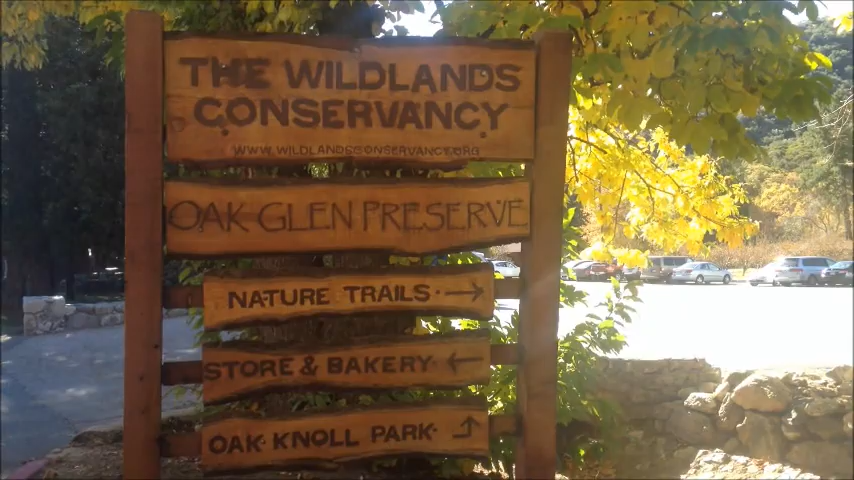 THE WILDLANDS
CONSERVANCY
WWW.WILDLANDSCONSERVANCY.ORG
OAK GLEN PRESERVE
NATURE TRAILS →
STORE & BAKERY ←
OAK KNOLL PARK ↱